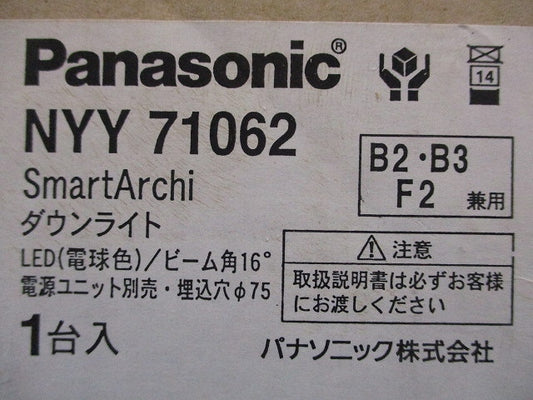 Panasonic®
14
NYY 71062
B2・B3
F2 兼用
SmartArchi
ダウンライト
LED(電球色)/ビーム角16°
電源ユニット別売・埋込穴φ75
1台入
注意
取扱説明書は必ずお客様
にお渡しください
パナソニック株式会社